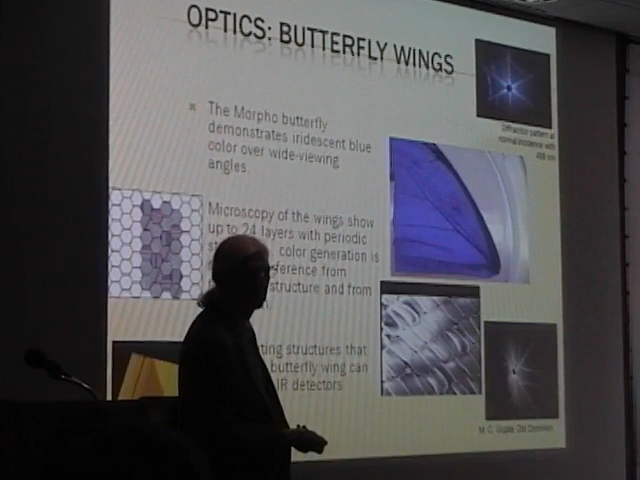 OPTICS: BUTTERFLY WINGS
The Morpho butterfly
demonstrates iridescent blue
color over wide-viewing
angles.
Diffraction pattern at
normal incidence with
Microscopy of the wings show
up to 24 layers with periodic
color generation is
from
structure and from
structures that
butterfly wing can
IR detectors
M. C. Gupta, Old Dominion